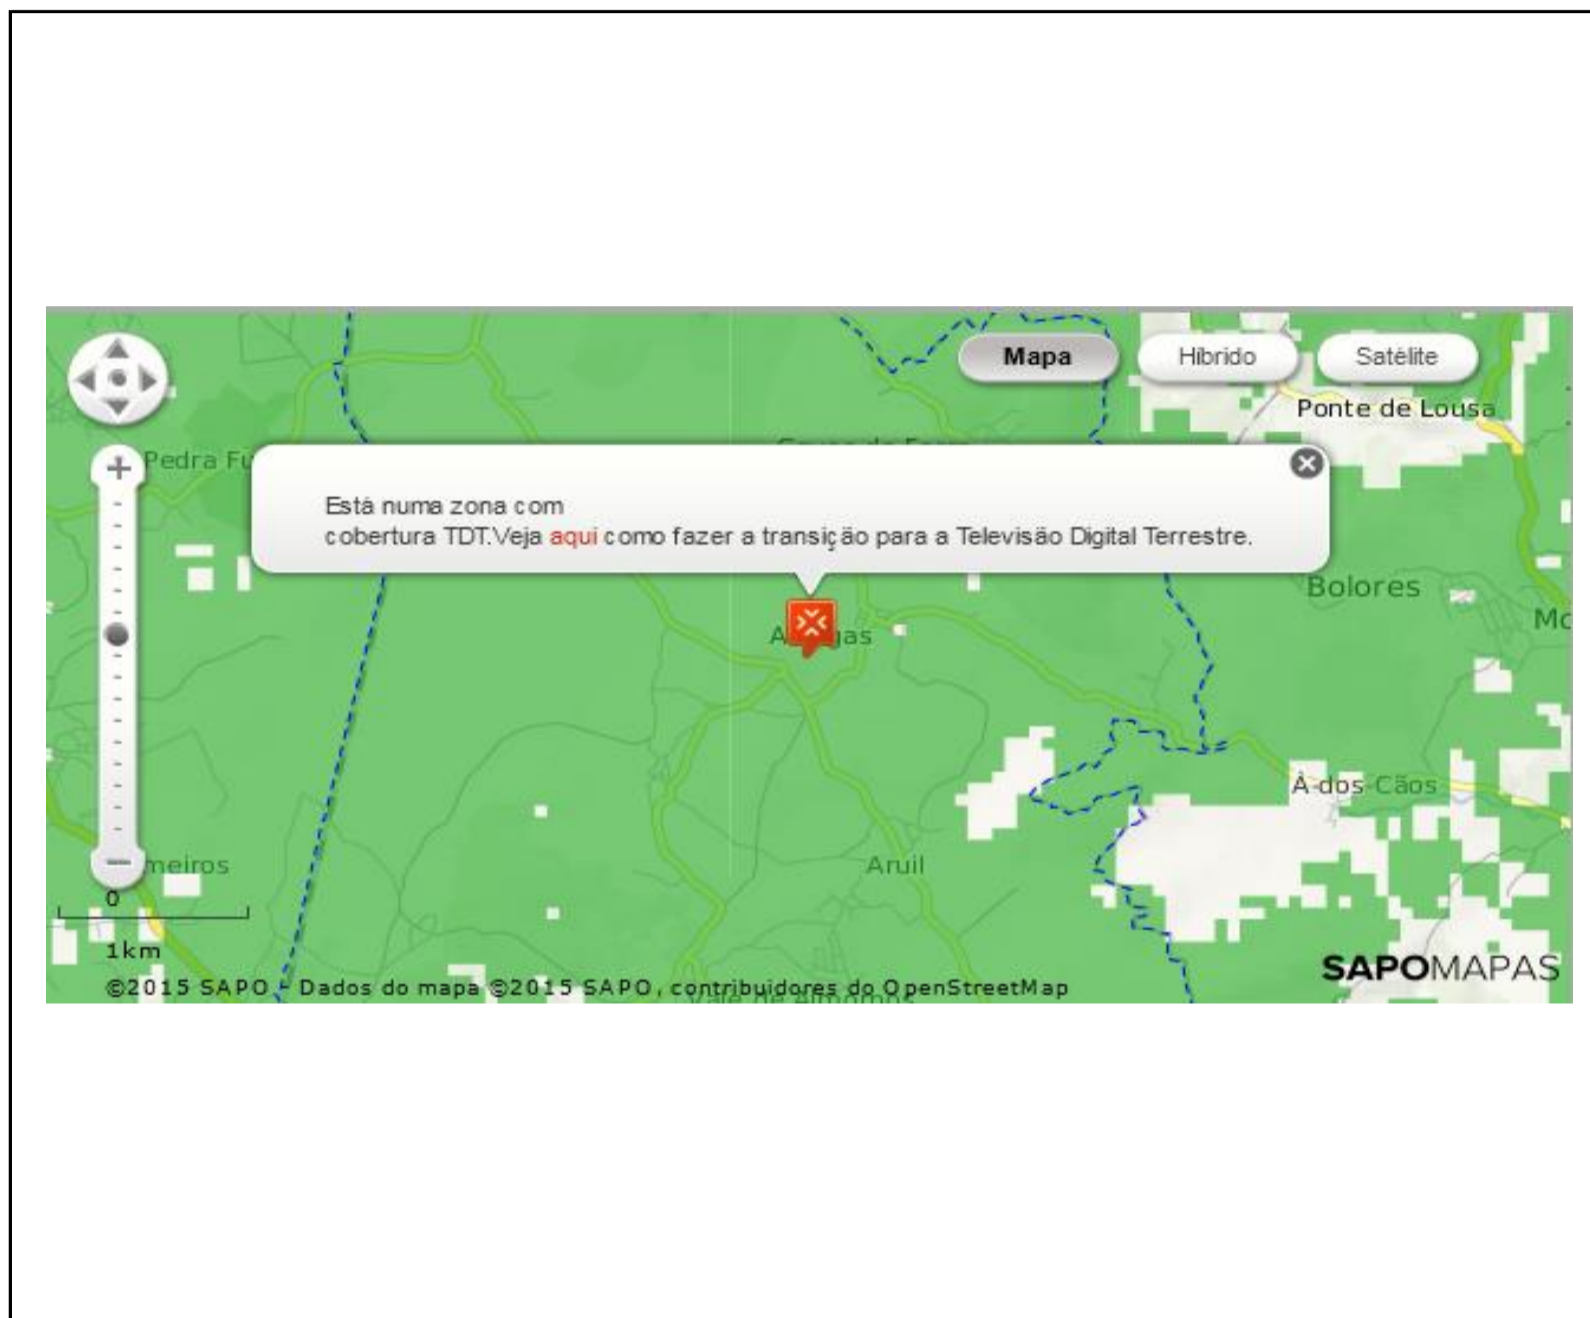 Mapa
Híbrido
Satélite
Ponte de Lousa
Pedra
Está numa zona com
cobertura TDT.Veja aqui como fazer a transição para a Televisão Digital Terrestre.
Bolores
À-dos-Cãos
Aruil
meiros
0
1km
SAPOMAPAS
©2015 SAPO - Dados do mapa ©2015 SAPO, contribuidores do OpenStreetMap